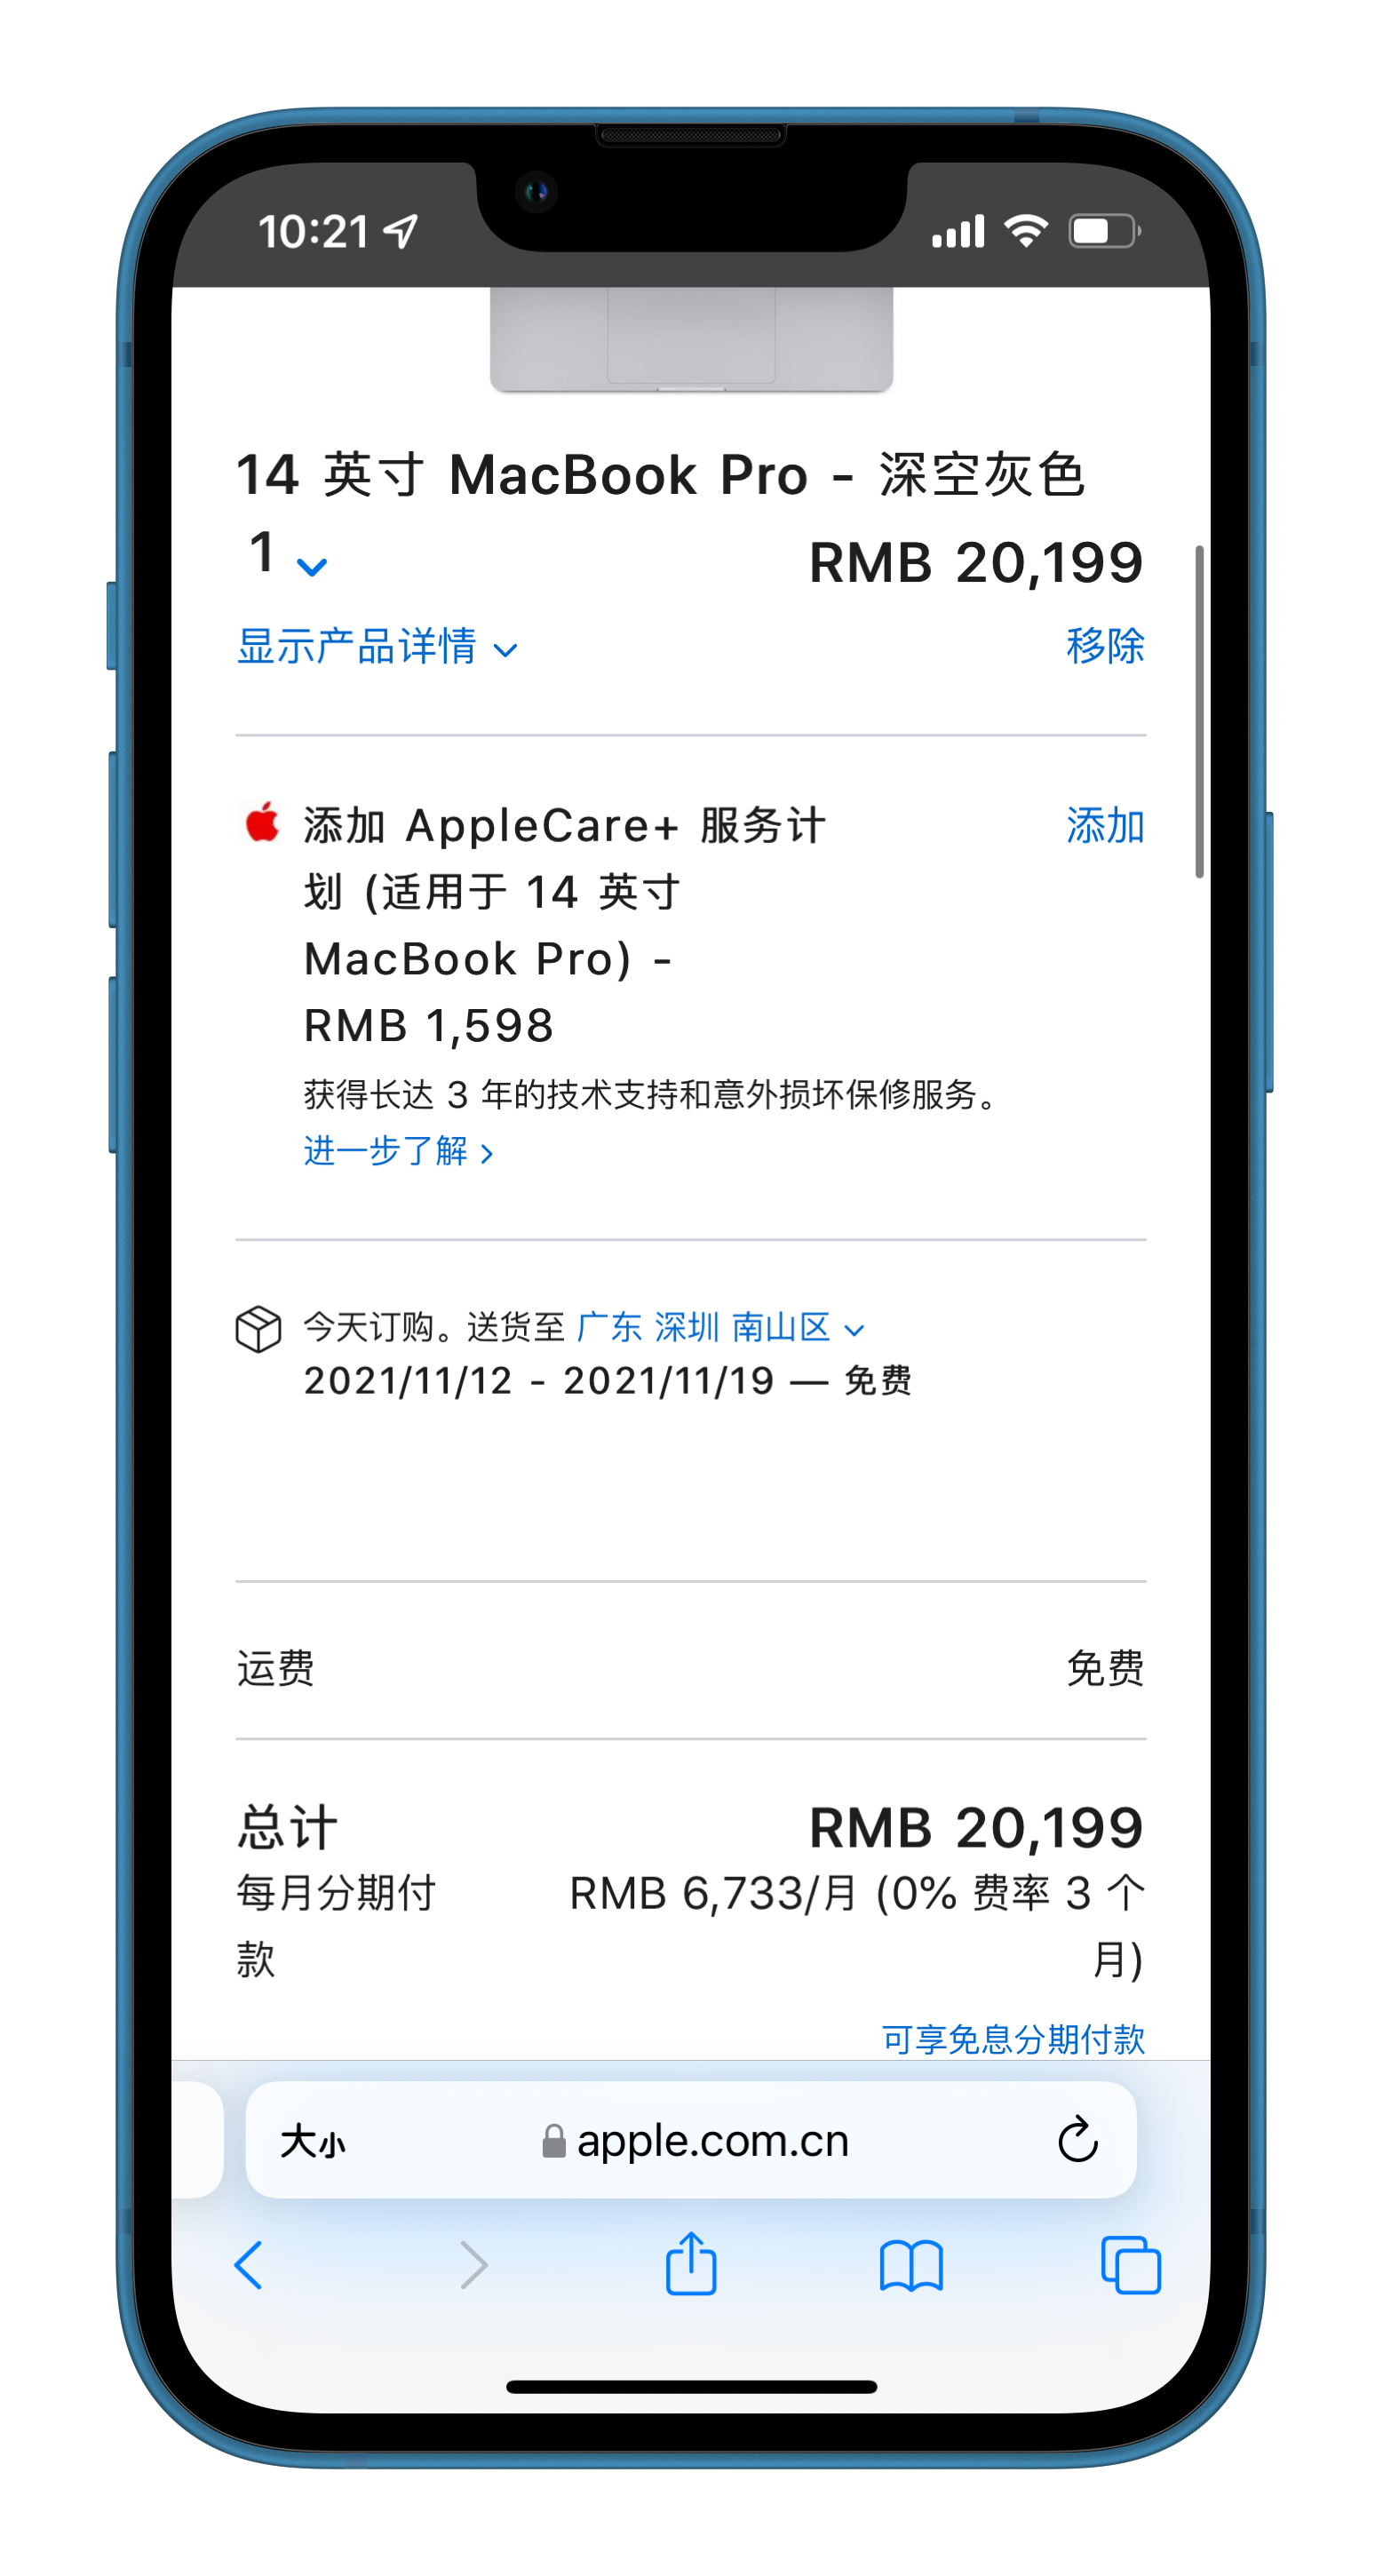 10:21
14 英寸 MacBook Pro - 深空灰色
1 RMB 20,199
显示产品详情 移除
添加 AppleCare+ 服务计 添加
划 (适用于 14 英寸
MacBook Pro) -
RMB 1,598
获得长达 3 年的技术支持和意外损坏保修服务。
进一步了解
今天订购。送货至 广东 深圳 南山区
2021/11/12 - 2021/11/19 — 免费
运费 免费
总计 RMB 20,199
每月分期付 RMB 6,733/月 (0% 费率 3 个
款 月)
可享免息分期付款
大小 apple.com.cn